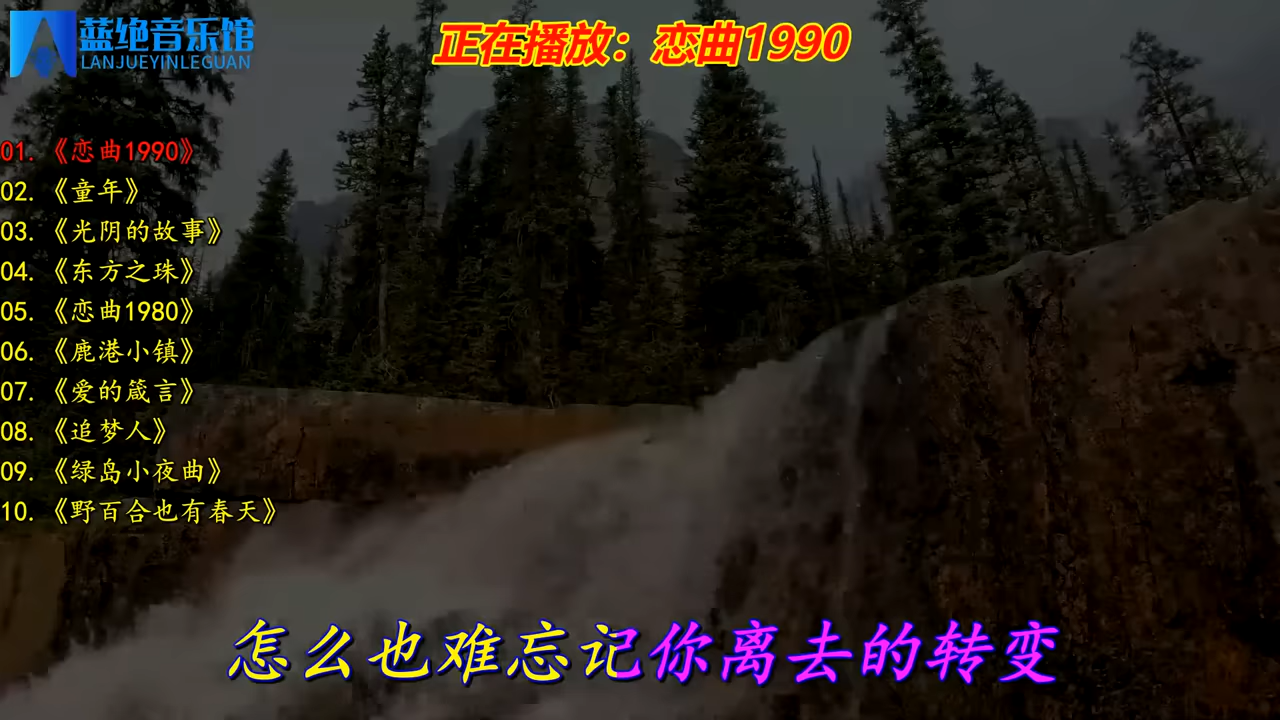 蓝绝音乐馆
LANJUEYINLEGUAN
正在播放：恋曲1990
01.《恋曲1990》
02.《童年》
03.《光阴的故事》
04.《东方之珠》
05.《恋曲1980》
06.《鹿港小镇》
07.《爱的箴言》
08.《追梦人》
09.《绿岛小夜曲》
10.《野百合也有春天》
怎么也难忘记你离去的转变